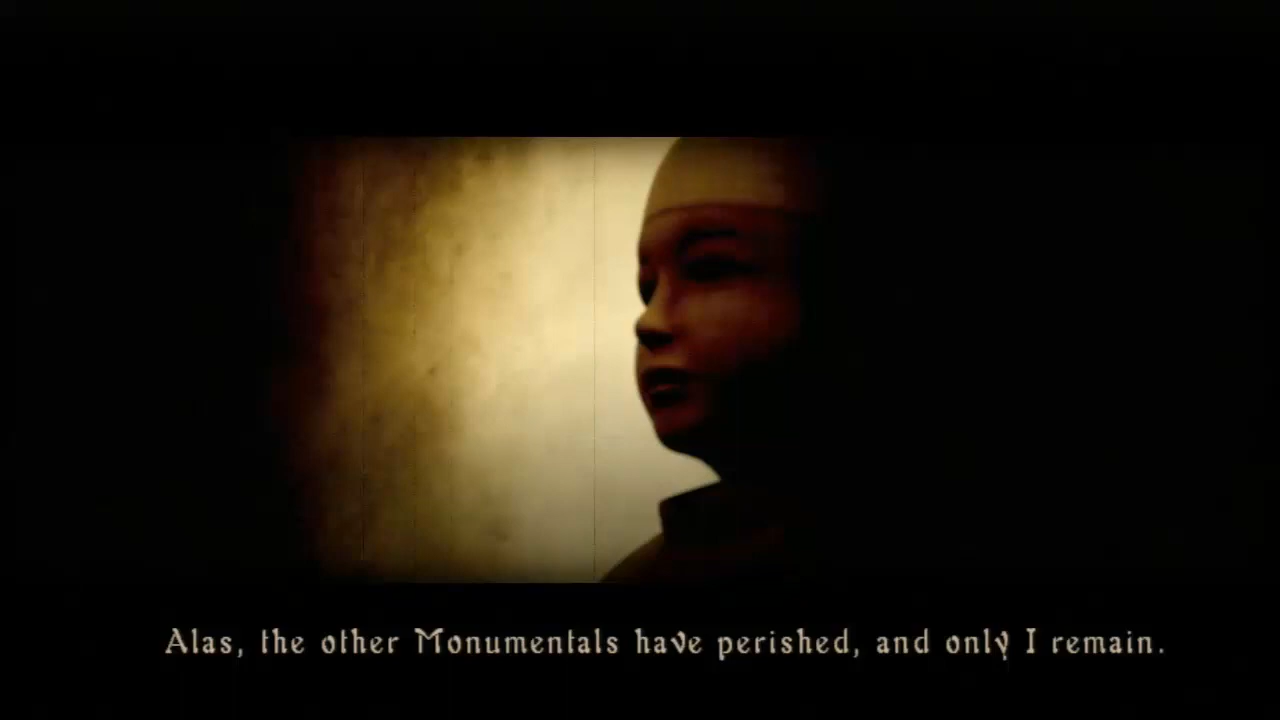 Alas, the other Monumentals have perished, and only I remain.